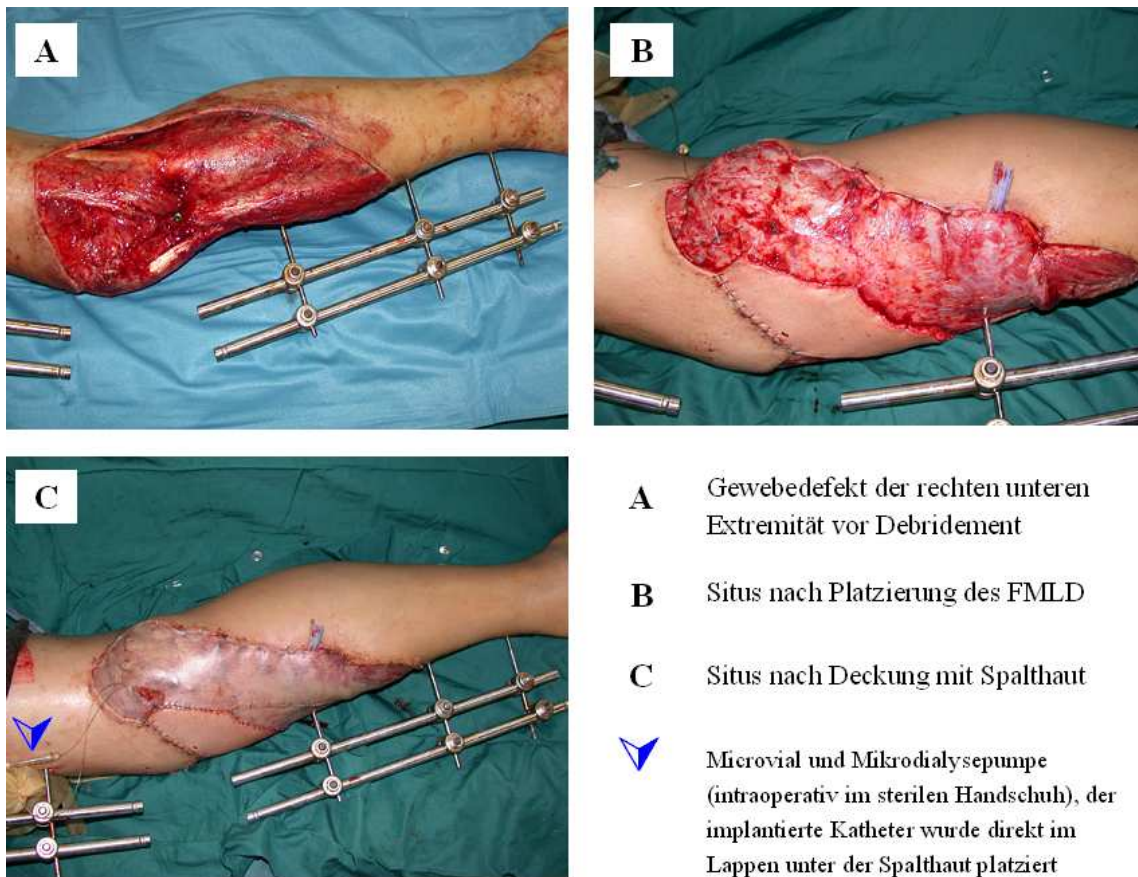 A
B
C
A
Gewebedefekt der rechten unteren
Extremität vor Debridement
B
Situs nach Platzierung des FMLD
C
Situs nach Deckung mit Spalthaut
Microvial und Mikrodialysepumpe
(intraoperativ im sterilen Handschuh), der
implantierte Katheter wurde direkt im
Lappen unter der Spalthaut platziert